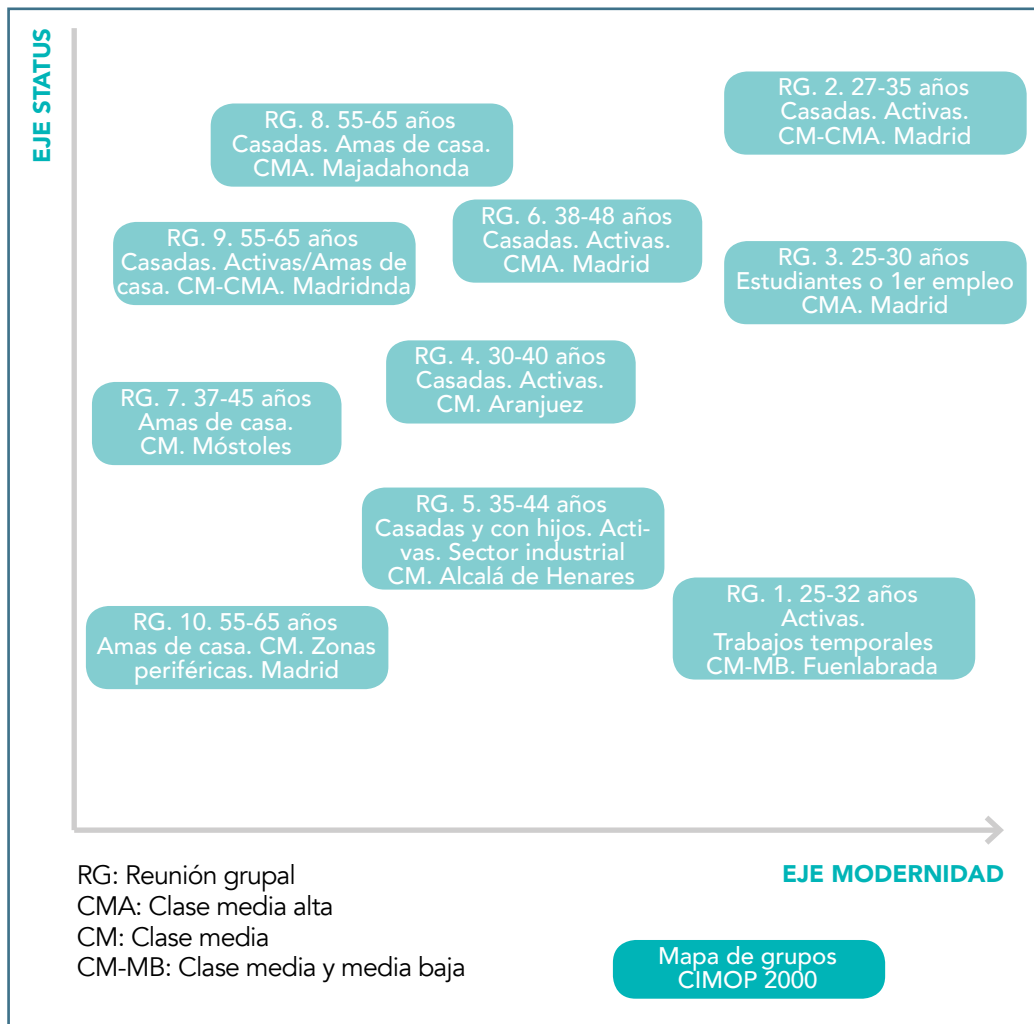 EJE STATUS
RG. 2. 27-35 años
Casadas. Activas.
CM-CMA. Madrid
RG. 8. 55-65 años
Casadas. Amas de casa.
CMA. Majadahonda
RG. 6. 38-48 años
Casadas. Activas.
CMA. Madrid
RG. 9. 55-65 años
Casadas. Activas/Amas de
casa. CM-CMA. Madridnda
RG. 3. 25-30 años
Estudiantes o 1er empleo
CMA. Madrid
RG. 4. 30-40 años
Casadas. Activas.
CM. Aranjuez
RG. 7. 37-45 años
Amas de casa.
CM. Móstoles
RG. 5. 35-44 años
Casadas y con hijos. Acti-
vas. Sector industrial
CM. Alcalá de Henares
RG. 1. 25-32 años
Activas.
Trabajos temporales
CM-MB. Fuenlabrada
RG. 10. 55-65 años
Amas de casa. CM. Zonas
periféricas. Madrid
EJE MODERNIDAD
RG: Reunión grupal
CMA: Clase media alta
CM: Clase media
CM-MB: Clase media y media baja
Mapa de grupos
CIMOP 2000